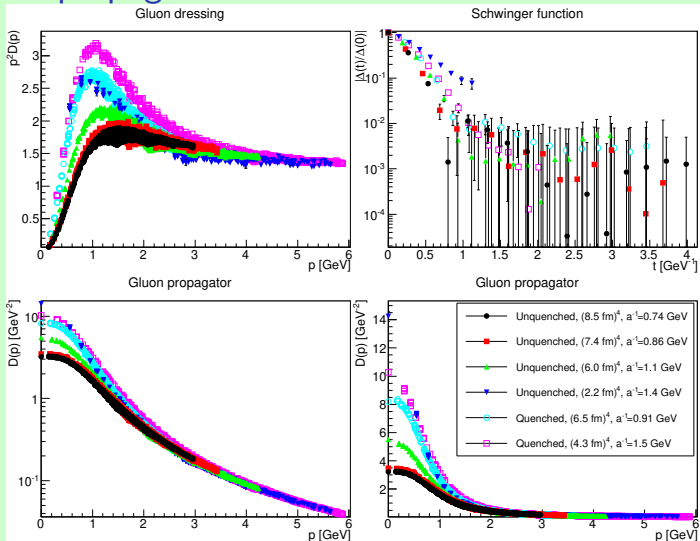 Gluon dressing
p²D(p)
3.5
3
2.5
2
1.5
1
0.5
0 1 2 3 4 5 6
p [GeV]
Schwinger function
|Δ(t)/Δ(0)|
1
10⁻¹
10⁻²
10⁻³
10⁻⁴
0 0.5 1 1.5 2 2.5 3 3.5 4
t [GeV⁻¹]
Gluon propagator
D(p) [GeV⁻²]
10
1
10⁻¹
0 1 2 3 4 5 6
p [GeV]
Gluon propagator
D(p) [GeV⁻²]
14
12
10
8
6
4
2
0 1 2 3 4 5 6
p [GeV]
Unquenched, (8.5 fm)⁴, a⁻¹=0.74 GeV
Unquenched, (7.4 fm)⁴, a⁻¹=0.86 GeV
Unquenched, (6.0 fm)⁴, a⁻¹=1.1 GeV
Unquenched, (2.2 fm)⁴, a⁻¹=1.4 GeV
Quenched, (6.5 fm)⁴, a⁻¹=0.91 GeV
Quenched, (4.3 fm)⁴, a⁻¹=1.5 GeV